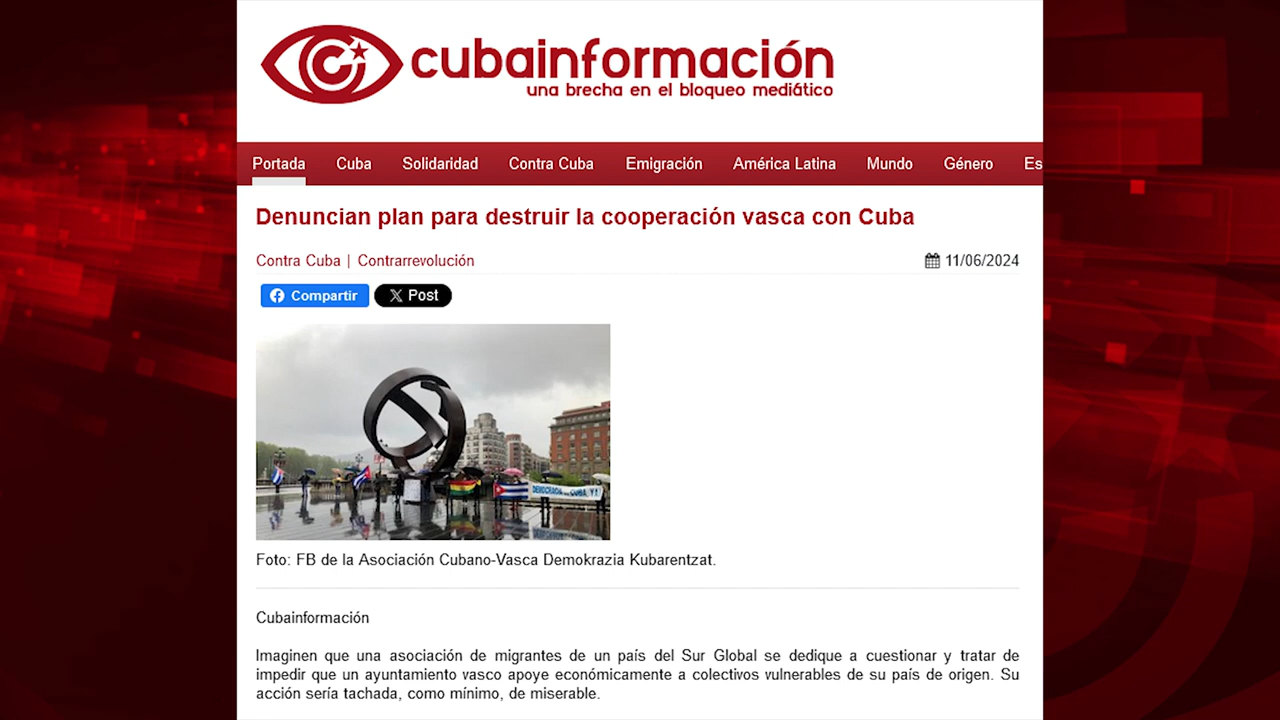 cubainformación
una brecha en el bloqueo mediático
Portada Cuba Solidaridad Contra Cuba Emigración América Latina Mundo Género Es
Denuncian plan para destruir la cooperación vasca con Cuba
Contra Cuba | Contrarrevolución 11/06/2024
Compartir Post
DEMOCRACIA CUBA, YA
Foto: FB de la Asociación Cubano-Vasca Demokrazia Kubarentzat.
Cubainformación
Imaginen que una asociación de migrantes de un país del Sur Global se dedique a cuestionar y tratar de
impedir que un ayuntamiento vasco apoye económicamente a colectivos vulnerables de su país de origen. Su
acción sería tachada, como mínimo, de miserable.